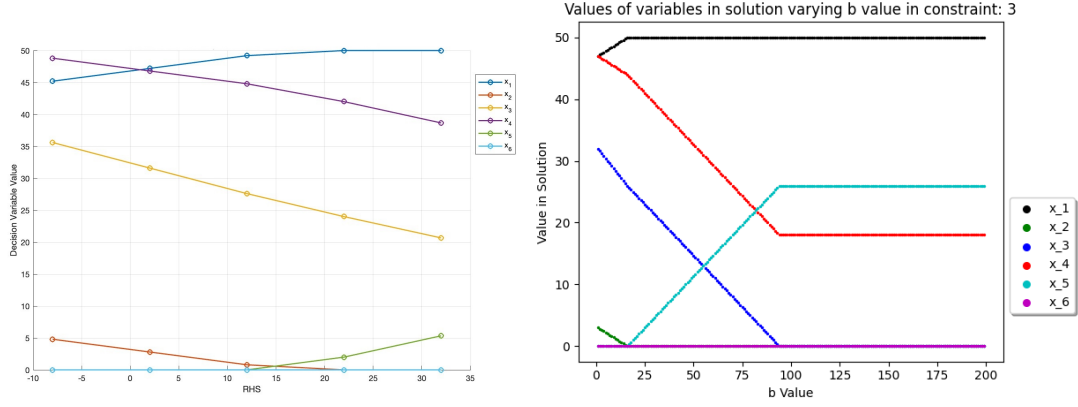 Values of variables in solution varying b value in constraint: 3
50
45
40
35
30
25
20
15
10
5
0
Decision Variable Value
-10
-5
0
5
10
15
20
25
30
35
RHS
x1
x2
x3
x4
x5
x6
50
40
30
20
10
0
Value in Solution
0
25
50
75
100
125
150
175
200
b Value
x_1
x_2
x_3
x_4
x_5
x_6